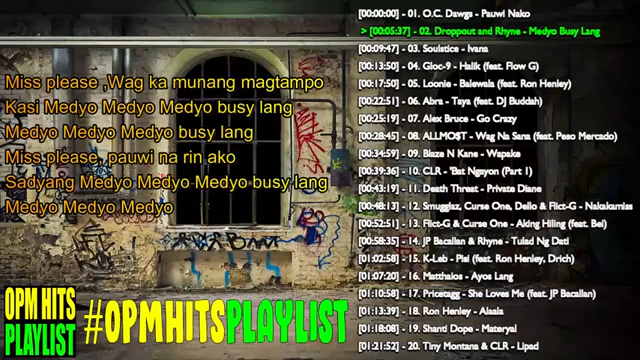 Miss please ,Wag ka munang magtampo
Kasi Medyo Medyo Medyo busy lang
Medyo Medyo Medyo busy lang
Miss please, pauwi na rin ako
Sadyang Medyo Medyo Medyo busy lang
Medyo Medyo Medyo
OPM HITS
PLAYLIST
#OPMHITSPLAYLIST
[00:00:00] - 01. O.C. Dawgs - Pauwi Nako
> [00:05:37] - 02. Droppout and Rhyne - Medyo Busy Lang
[00:09:47] - 03. Soulstice - Ivana
[00:13:50] - 04. Gloc-9 - Halik (feat. Flow G)
[00:17:50] - 05. Loonie - Balewala (feat. Ron Henley)
[00:22:51] - 06. Abra - Taya (feat. DJ Buddah)
[00:25:19] - 07. Alex Bruce - Go Crazy
[00:28:45] - 08. ALLMO$T - Wag Na Sana (feat. Peso Mercado)
[00:34:59] - 09. Blaze N Kane - Wapake
[00:39:36] - 10. CLR - 'Bat Ngayon (Part 1)
[00:43:19] - 11. Death Threat - Private Diane
[00:48:13] - 12. Smugglaz, Curse One, Dello & Flict-G - Nakakamiss
[00:52:51] - 13. Flict-G & Curse One - Aking Hiling (feat. Bei)
[00:58:35] - 14. JP Bacallan & Rhyne - Tulad Ng Dati
[01:02:58] - 15. K-Leb - Pisi (feat. Ron Henley, Drich)
[01:07:20] - 16. Matthaios - Ayos Lang
[01:10:58] - 17. Pricetagg - She Loves Me (feat. JP Bacallan)
[01:13:39] - 18. Ron Henley - Alaala
[01:18:08] - 19. Shanti Dope - Materyal
[01:21:52] - 20. Tiny Montana & CLR - Lipad